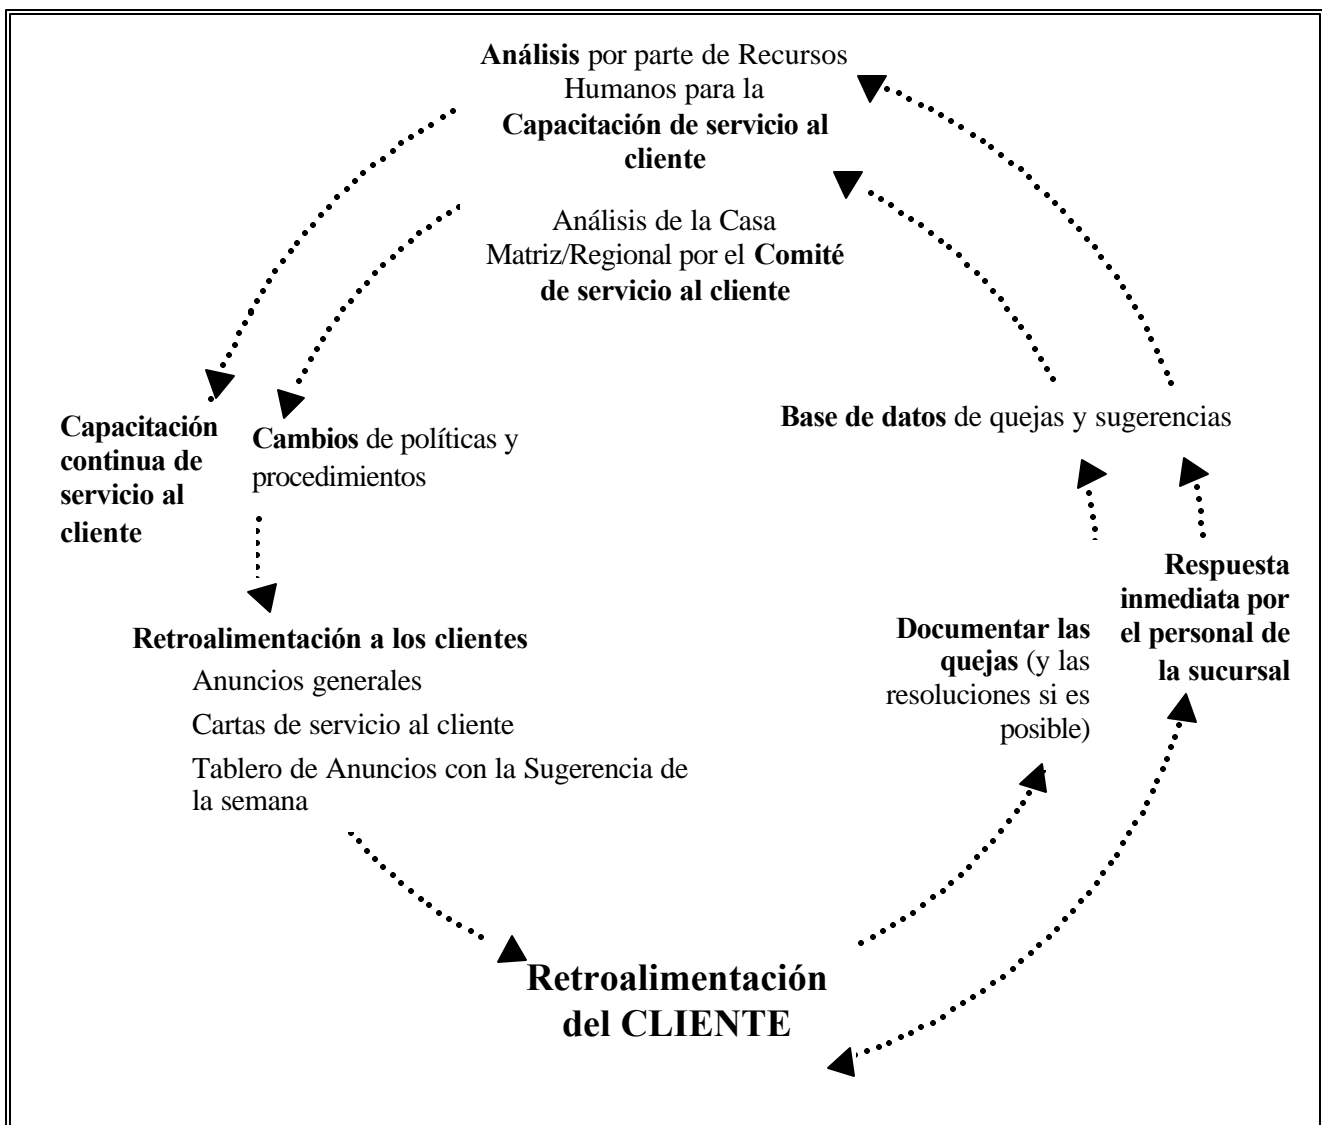 Análisis por parte de Recursos
Humanos para la
Capacitación de servicio al
cliente
Análisis de la Casa
Matriz/Regional por el Comité
de servicio al cliente
Capacitación
continua de
servicio al
cliente
Cambios de políticas y
procedimientos
Base de datos de quejas y sugerencias
Retroalimentación a los clientes
Anuncios generales
Cartas de servicio al cliente
Tablero de Anuncios con la Sugerencia de
la semana
Documentar las
quejas (y las
resoluciones si es
posible)
Respuesta
inmediata por
el personal de
la sucursal
Retroalimentación
del CLIENTE